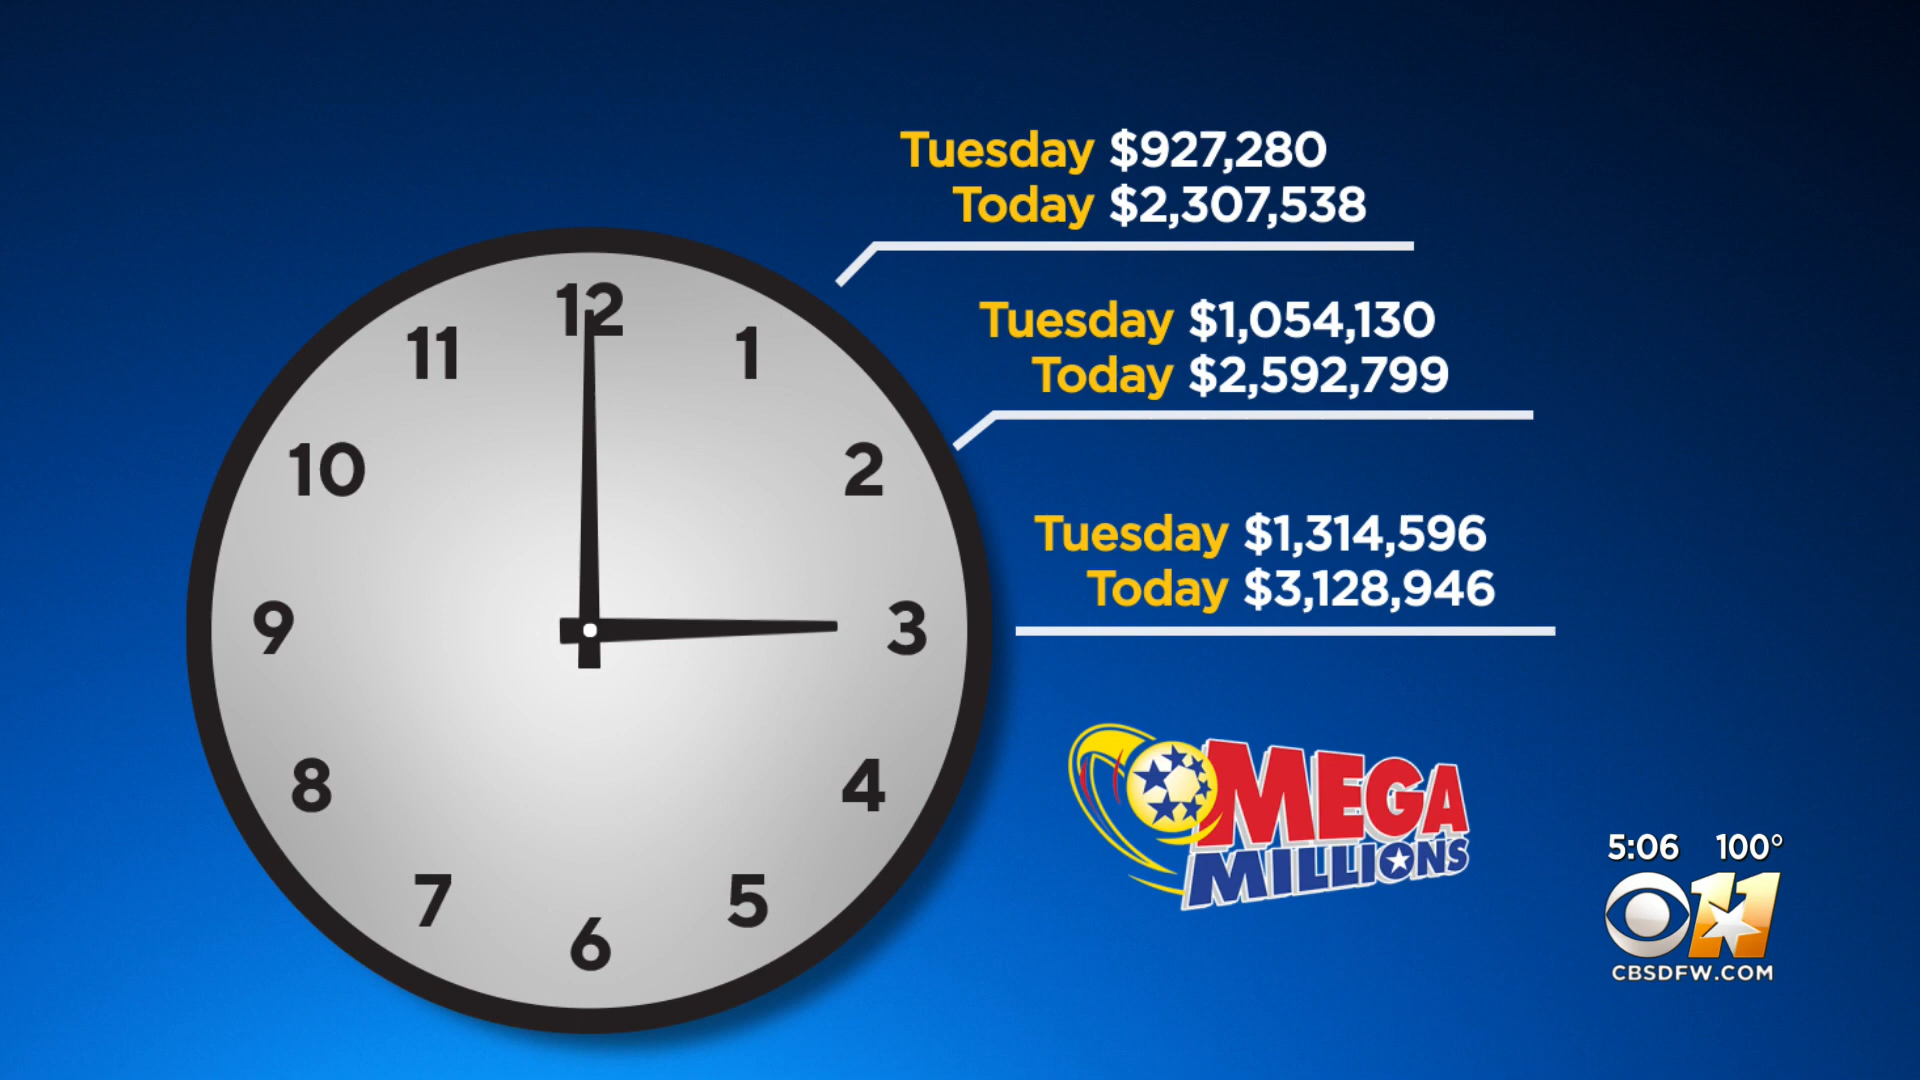 Tuesday $927,280
Today $2,307,538
Tuesday $1,054,130
Today $2,592,799
Tuesday $1,314,596
Today $3,128,946
12
11
1
10
2
9
3
8
4
7
5
6
MEGA
MILLIONS
5:06 100°
11
CBSDFW.COM